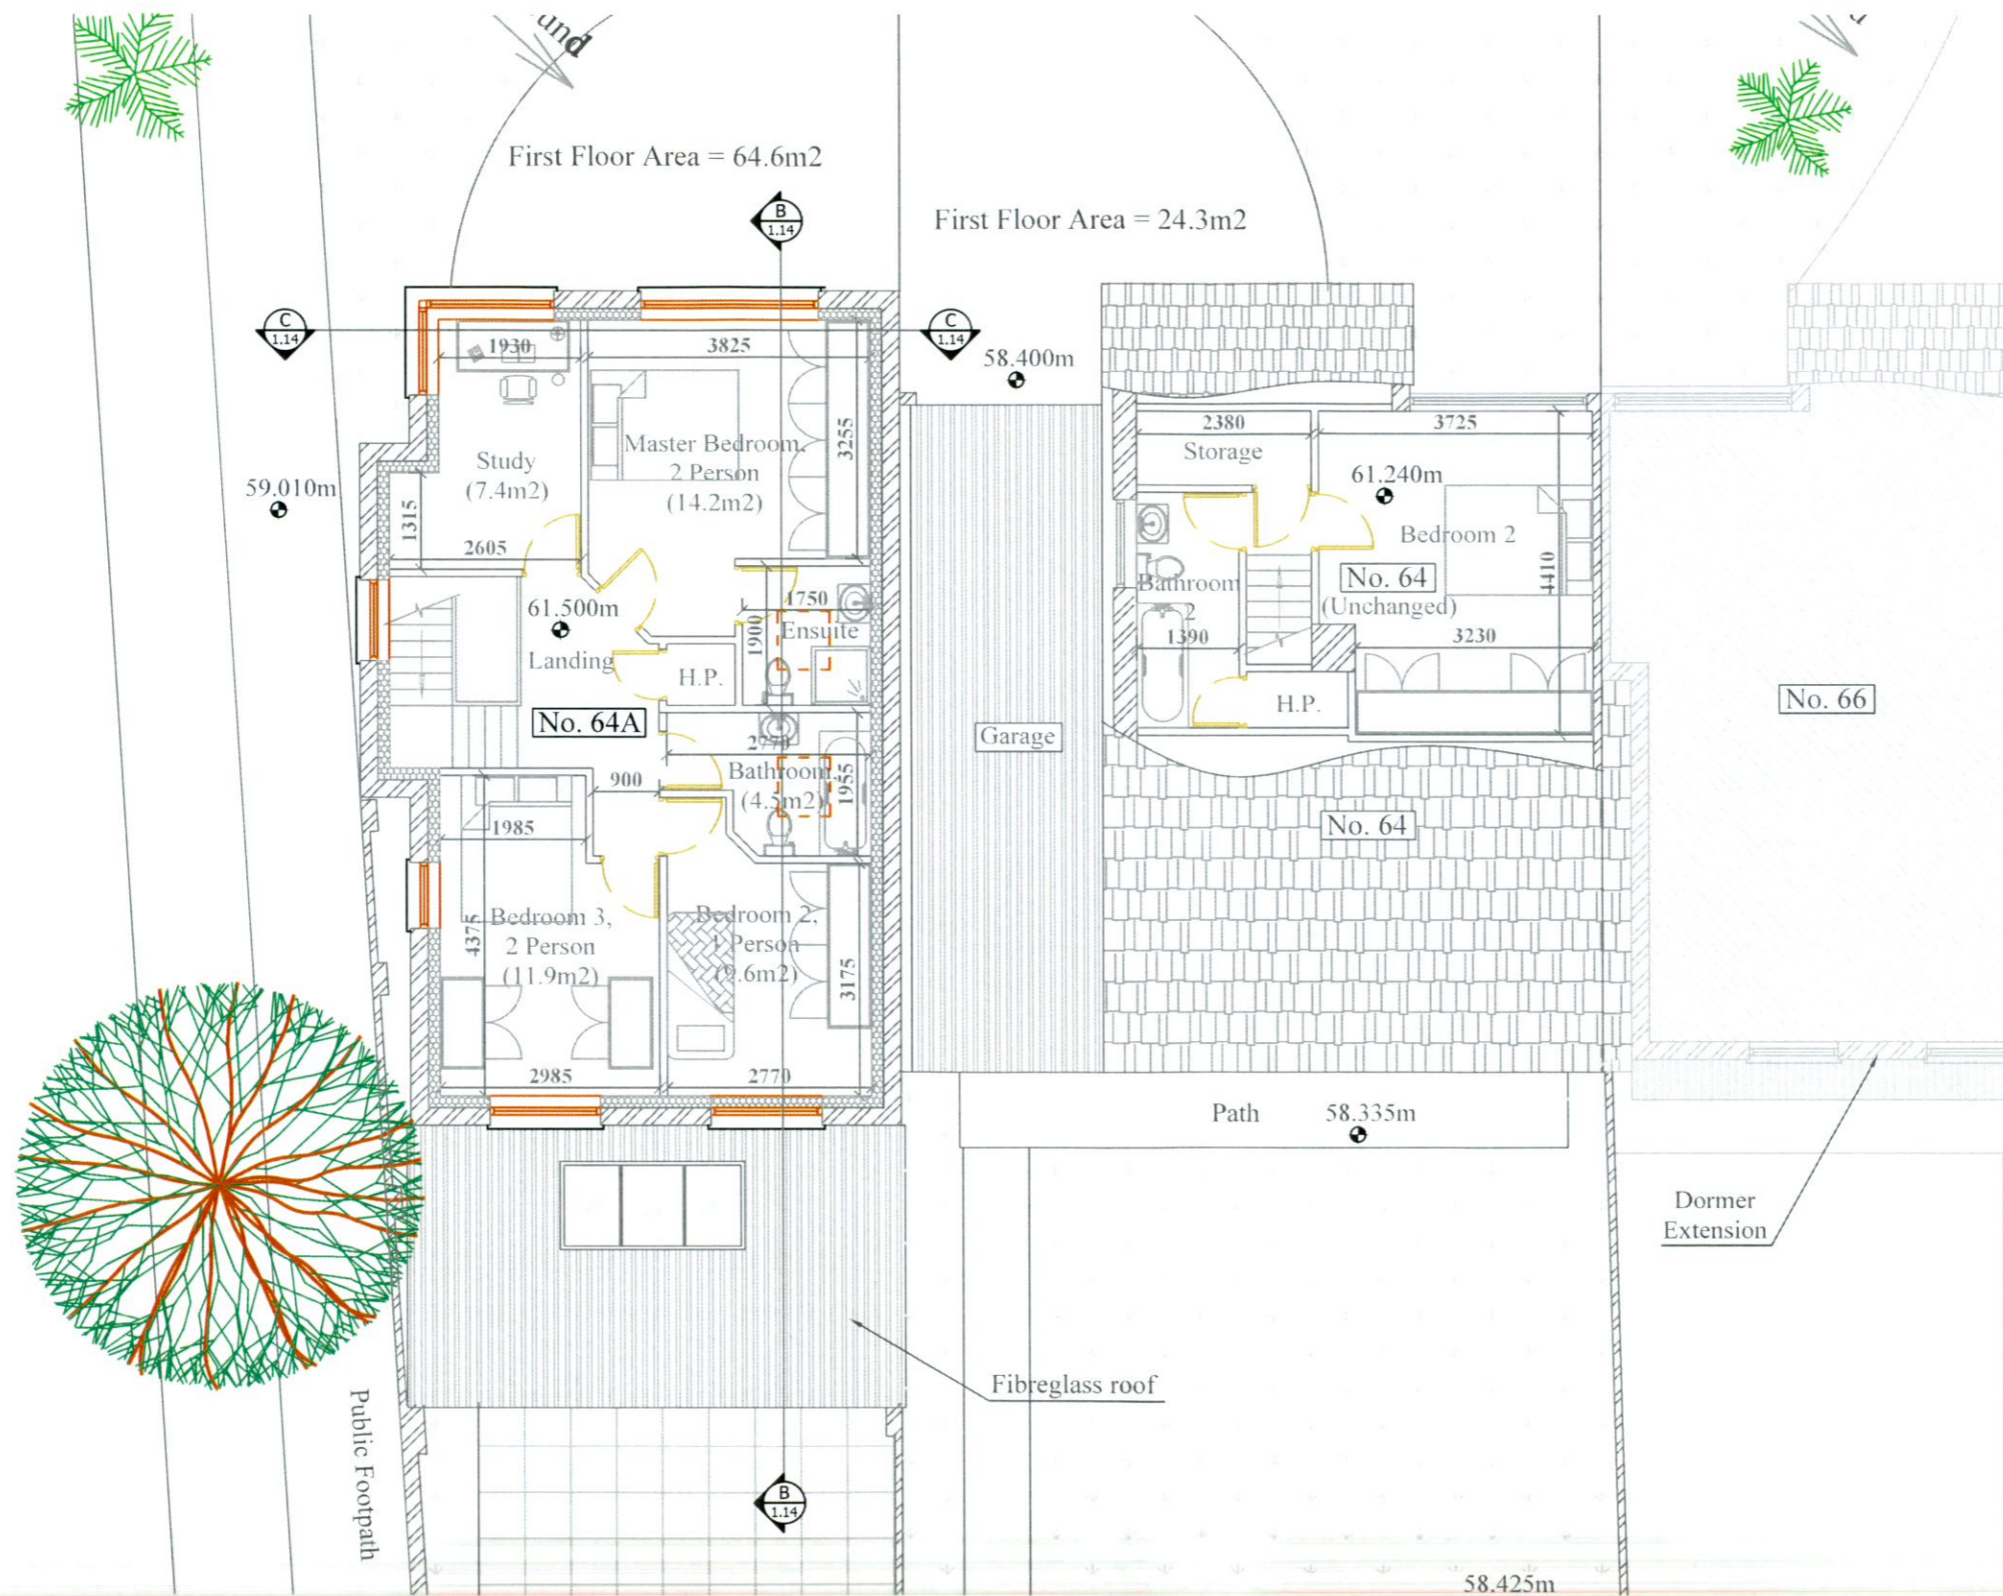 und
First Floor Area = 64.6m2
B
1.14
First Floor Area = 24.3m2
C
1.14
C
1.14
58.400m
1930
3825
3255
Study
(7.4m2)
Master Bedroom,
2 Person
(14.2m2)
59.010m
1315
2605
2380
Storage
3725
61.240m
Bedroom 2
4410
No. 64
(Unchanged)
Bathroom
2
1390
3230
H.P.
61.500m
Landing
1750
1900
Ensuite
H.P.
No. 64A
2770
Bathroom,
(4.5m2)
1955
900
Garage
No. 66
No. 64
1985
4375
Bedroom 3,
2 Person
(11.9m2)
Bedroom 2,
1 Person
(9.6m2)
3175
2985
2770
Path
58.335m
Dormer
Extension
Fibreglass roof
Public Footpath
B
1.14
58.425m